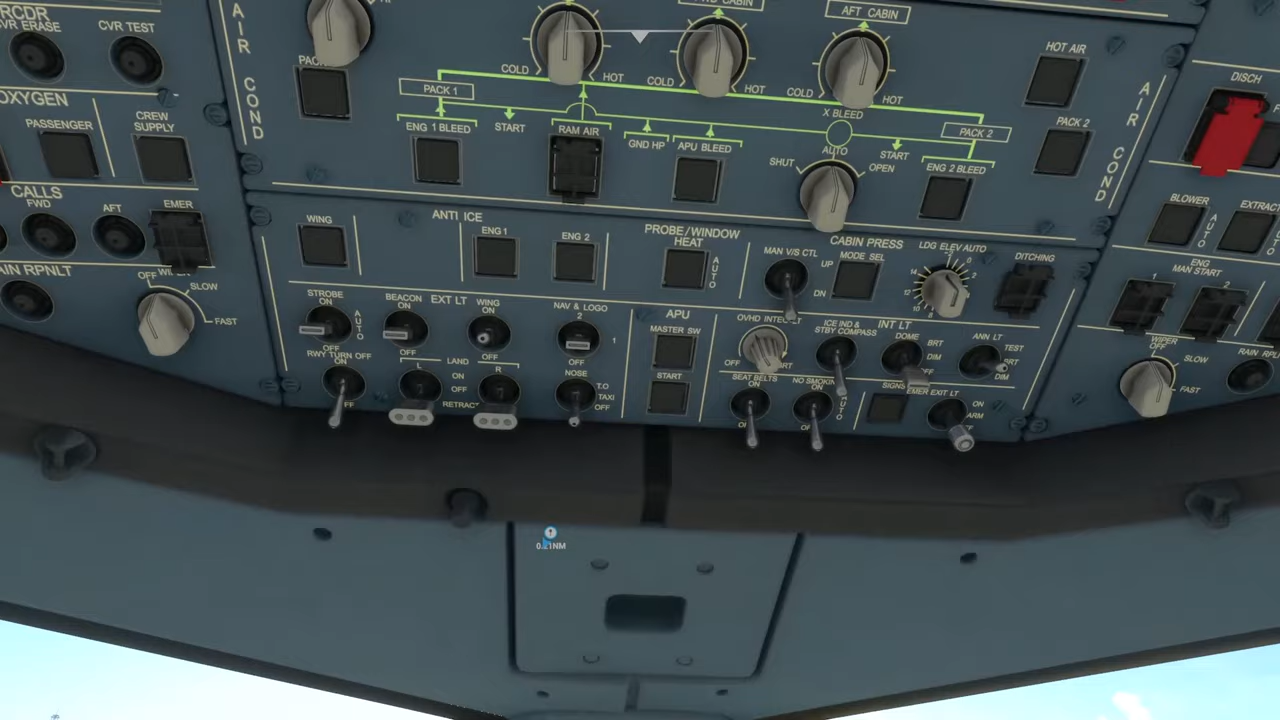 RCDR
CVR ERASE
CVR TEST
AIR COND
HOT AIR
AFT CABIN
COLD
HOT
COLD
HOT
COLD
HOT
PACK 1
ENG 1 BLEED
START
RAM AIR
GND HP
APU BLEED
X BLEED
AUTO
SHUT
OPEN
START
ENG 2 BLEED
PACK 2
PACK 2
AIR COND
DISCH
OXYGEN
PASSENGER
CREW SUPPLY
CALLS
FWD
AFT
EMER
RPNLT
WIPER
OFF
SLOW
FAST
WING
ANTI ICE
ENG 1
ENG 2
PROBE/WINDOW HEAT
AUTO
CABIN PRESS
MAN V/S CTL
UP
DN
MODE SEL
LDG ELEV AUTO
DITCHING
BLOWER
AUTO
EXTRACT
AUTO
ENG
MAN START
1
2
WIPER
OFF
SLOW
FAST
RAIN RPL
STROBE
ON
AUTO
OFF
BEACON
ON
OFF
EXT LT
WING
ON
OFF
NAV & LOGO
2
1
RWY TURN OFF
ON
L
LAND
R
ON
OFF
RETRACT
NOSE
T.O
TAXI
OFF
APU
MASTER SW
START
OFF
ICE IND & STBY COMPASS
INT LT
DOME
BRT
DIM
OFF
ANN LT
TEST
BRT
DIM
SEAT BELTS
ON
NO SMOKING
ON
AUTO
SIGNS
EMER EXIT LT
ON
ARM
OFF